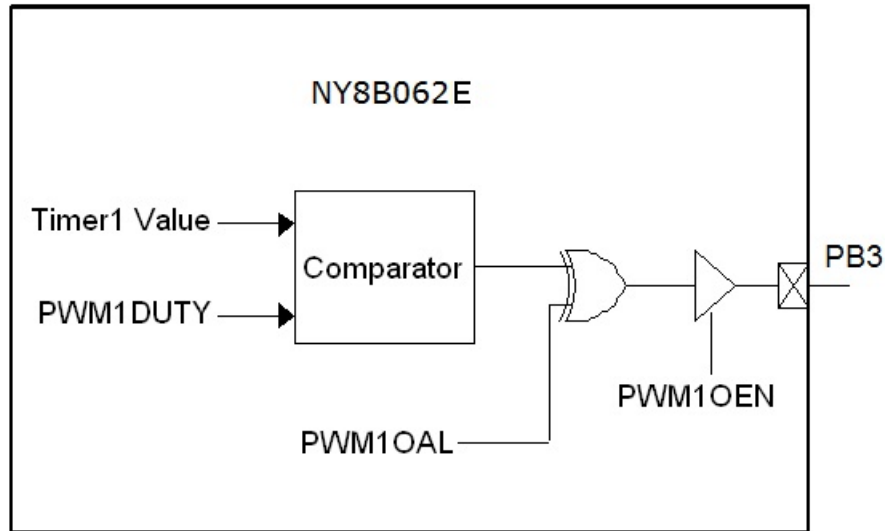 NY8B062E
Timer1 Value
Comparator
PB3
PWM1DUTY
PWM1OEN
PWM1OAL